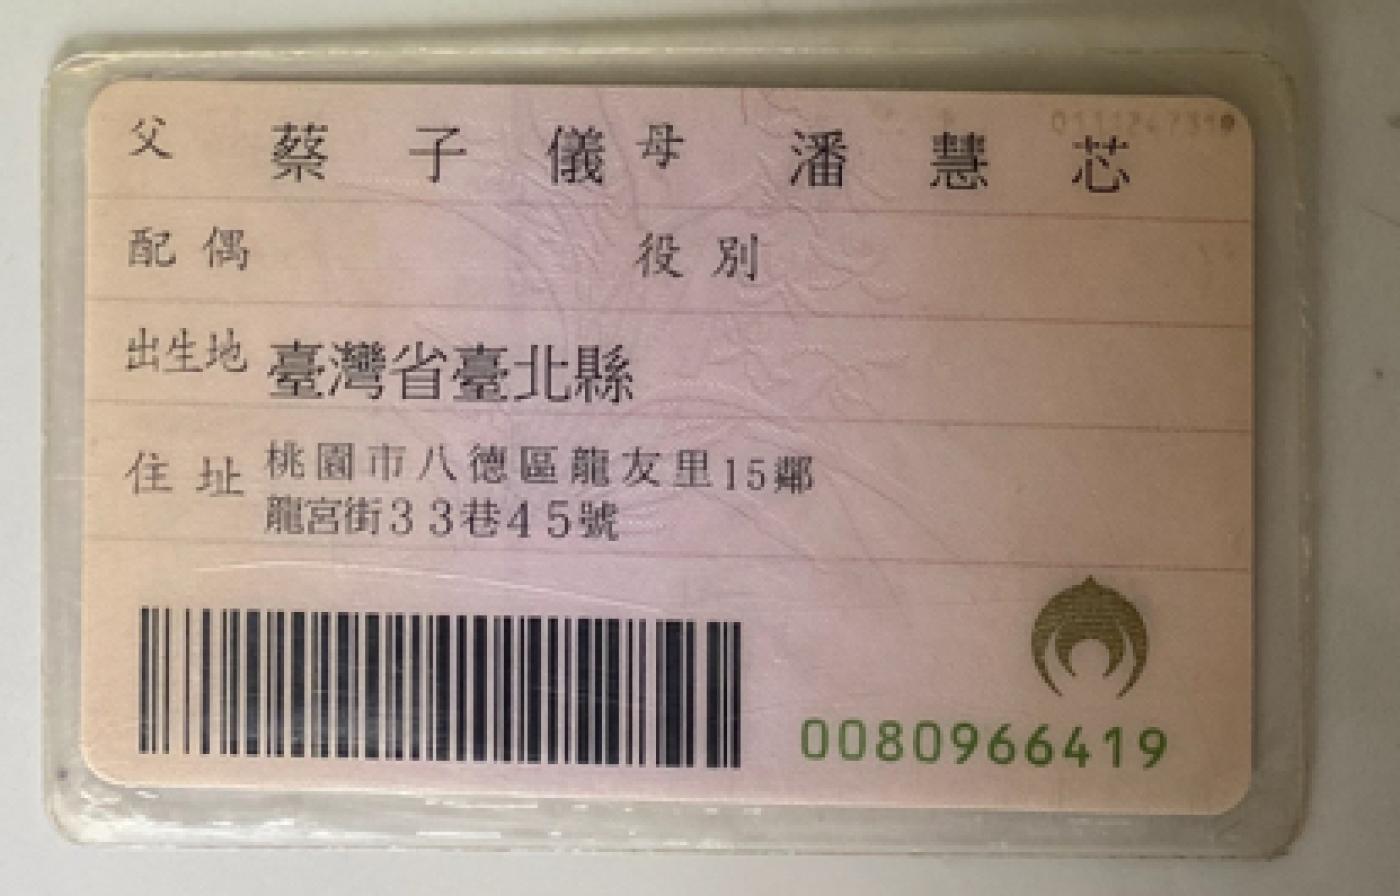 父 蔡子儀 母 潘慧芯
配偶 役別
出生地 臺灣省臺北縣
住址 桃園市八德區龍友里15鄰
龍宮街33巷45號
0080966419